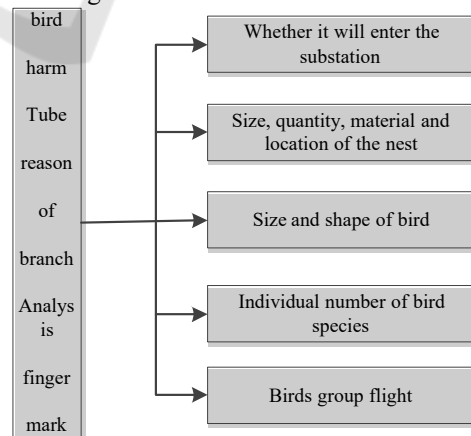 bird
harm
Tube
reason
of
branch
Analys
is
finger
mark
Whether it will enter the
substation
Size, quantity, material and
location of the nest
Size and shape of bird
Individual number of bird
species
Birds group flight